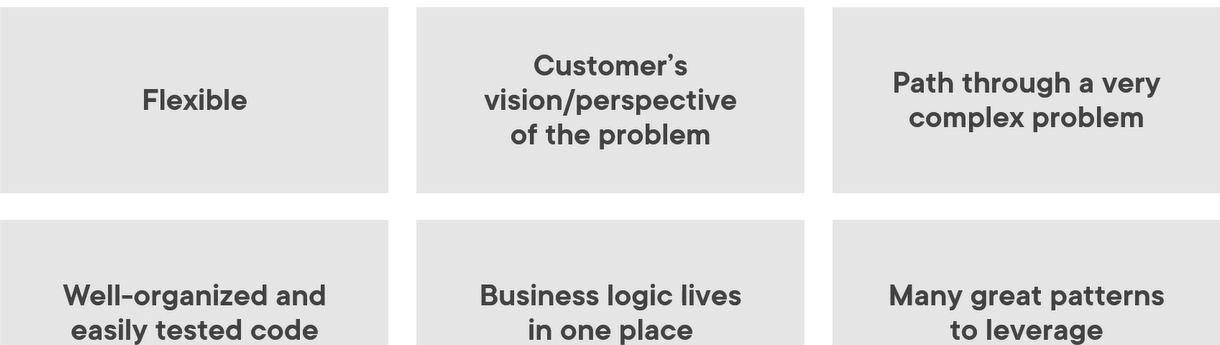 Flexible
Customer’s
vision/perspective
of the problem
Path through a very
complex problem
Well-organized and
easily tested code
Business logic lives
in one place
Many great patterns
to leverage